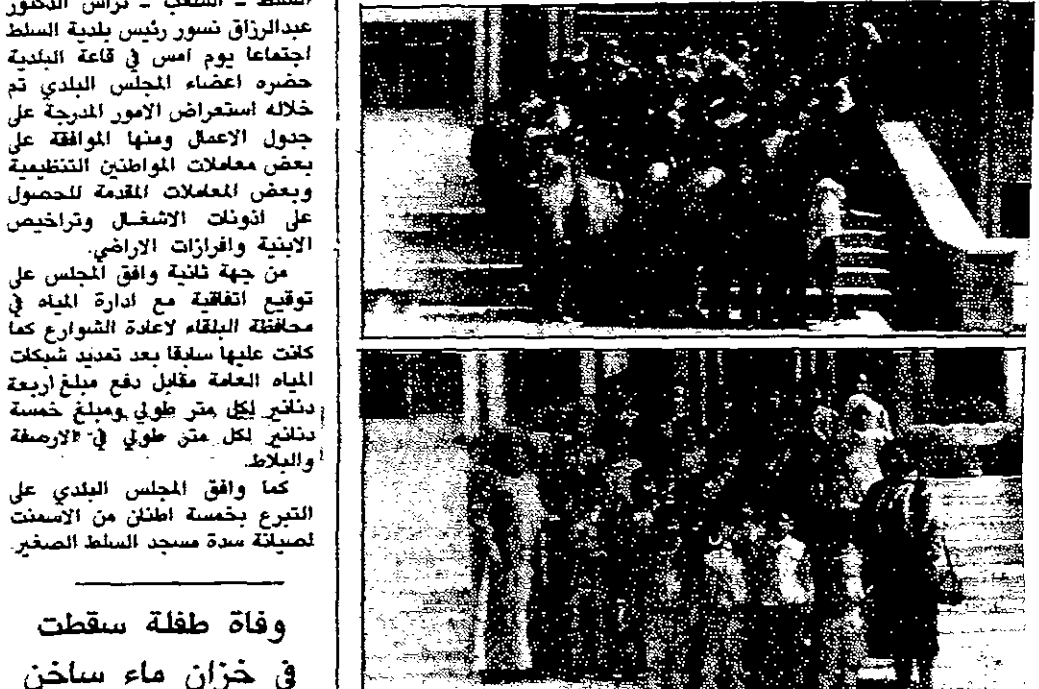 السلط ـ الشعب ـ ترأس الدكتور
عبدالرزاق نسور رئيس بلدية السلط
اجتماعا يوم امس في قاعة البلدية
حضره اعضاء المجلس البلدي تم
خلاله استعراض الامور المدرجة على
جدول الاعمال ومنها الموافقة على
بعض معاملات المواطنين التنظيمية
وبعض المعاملات المقدمة للحصول
على اذونات الاشغال وتراخيص
الابنية وافرازات الاراضي.
من جهة ثانية وافق المجلس على
توقيع اتفاقية مع ادارة المياه في
محافظة البلقاء لاعادة الشوارع كما
كانت عليها سابقا بعد تمديد شبكات
المياه العامة مقابل دفع مبلغ اربعة
دنانير لكل متر طولي ومبلغ خمسة
دنانير لكل متر طولي في الارصفة
والبلاط.
كما وافق المجلس البلدي على
التبرع بخمسة اطنان من الاسمنت
لصيانة سدة مسجد السلط الصغير.
وفاة طفلة سقطت
في خزان ماء ساخن